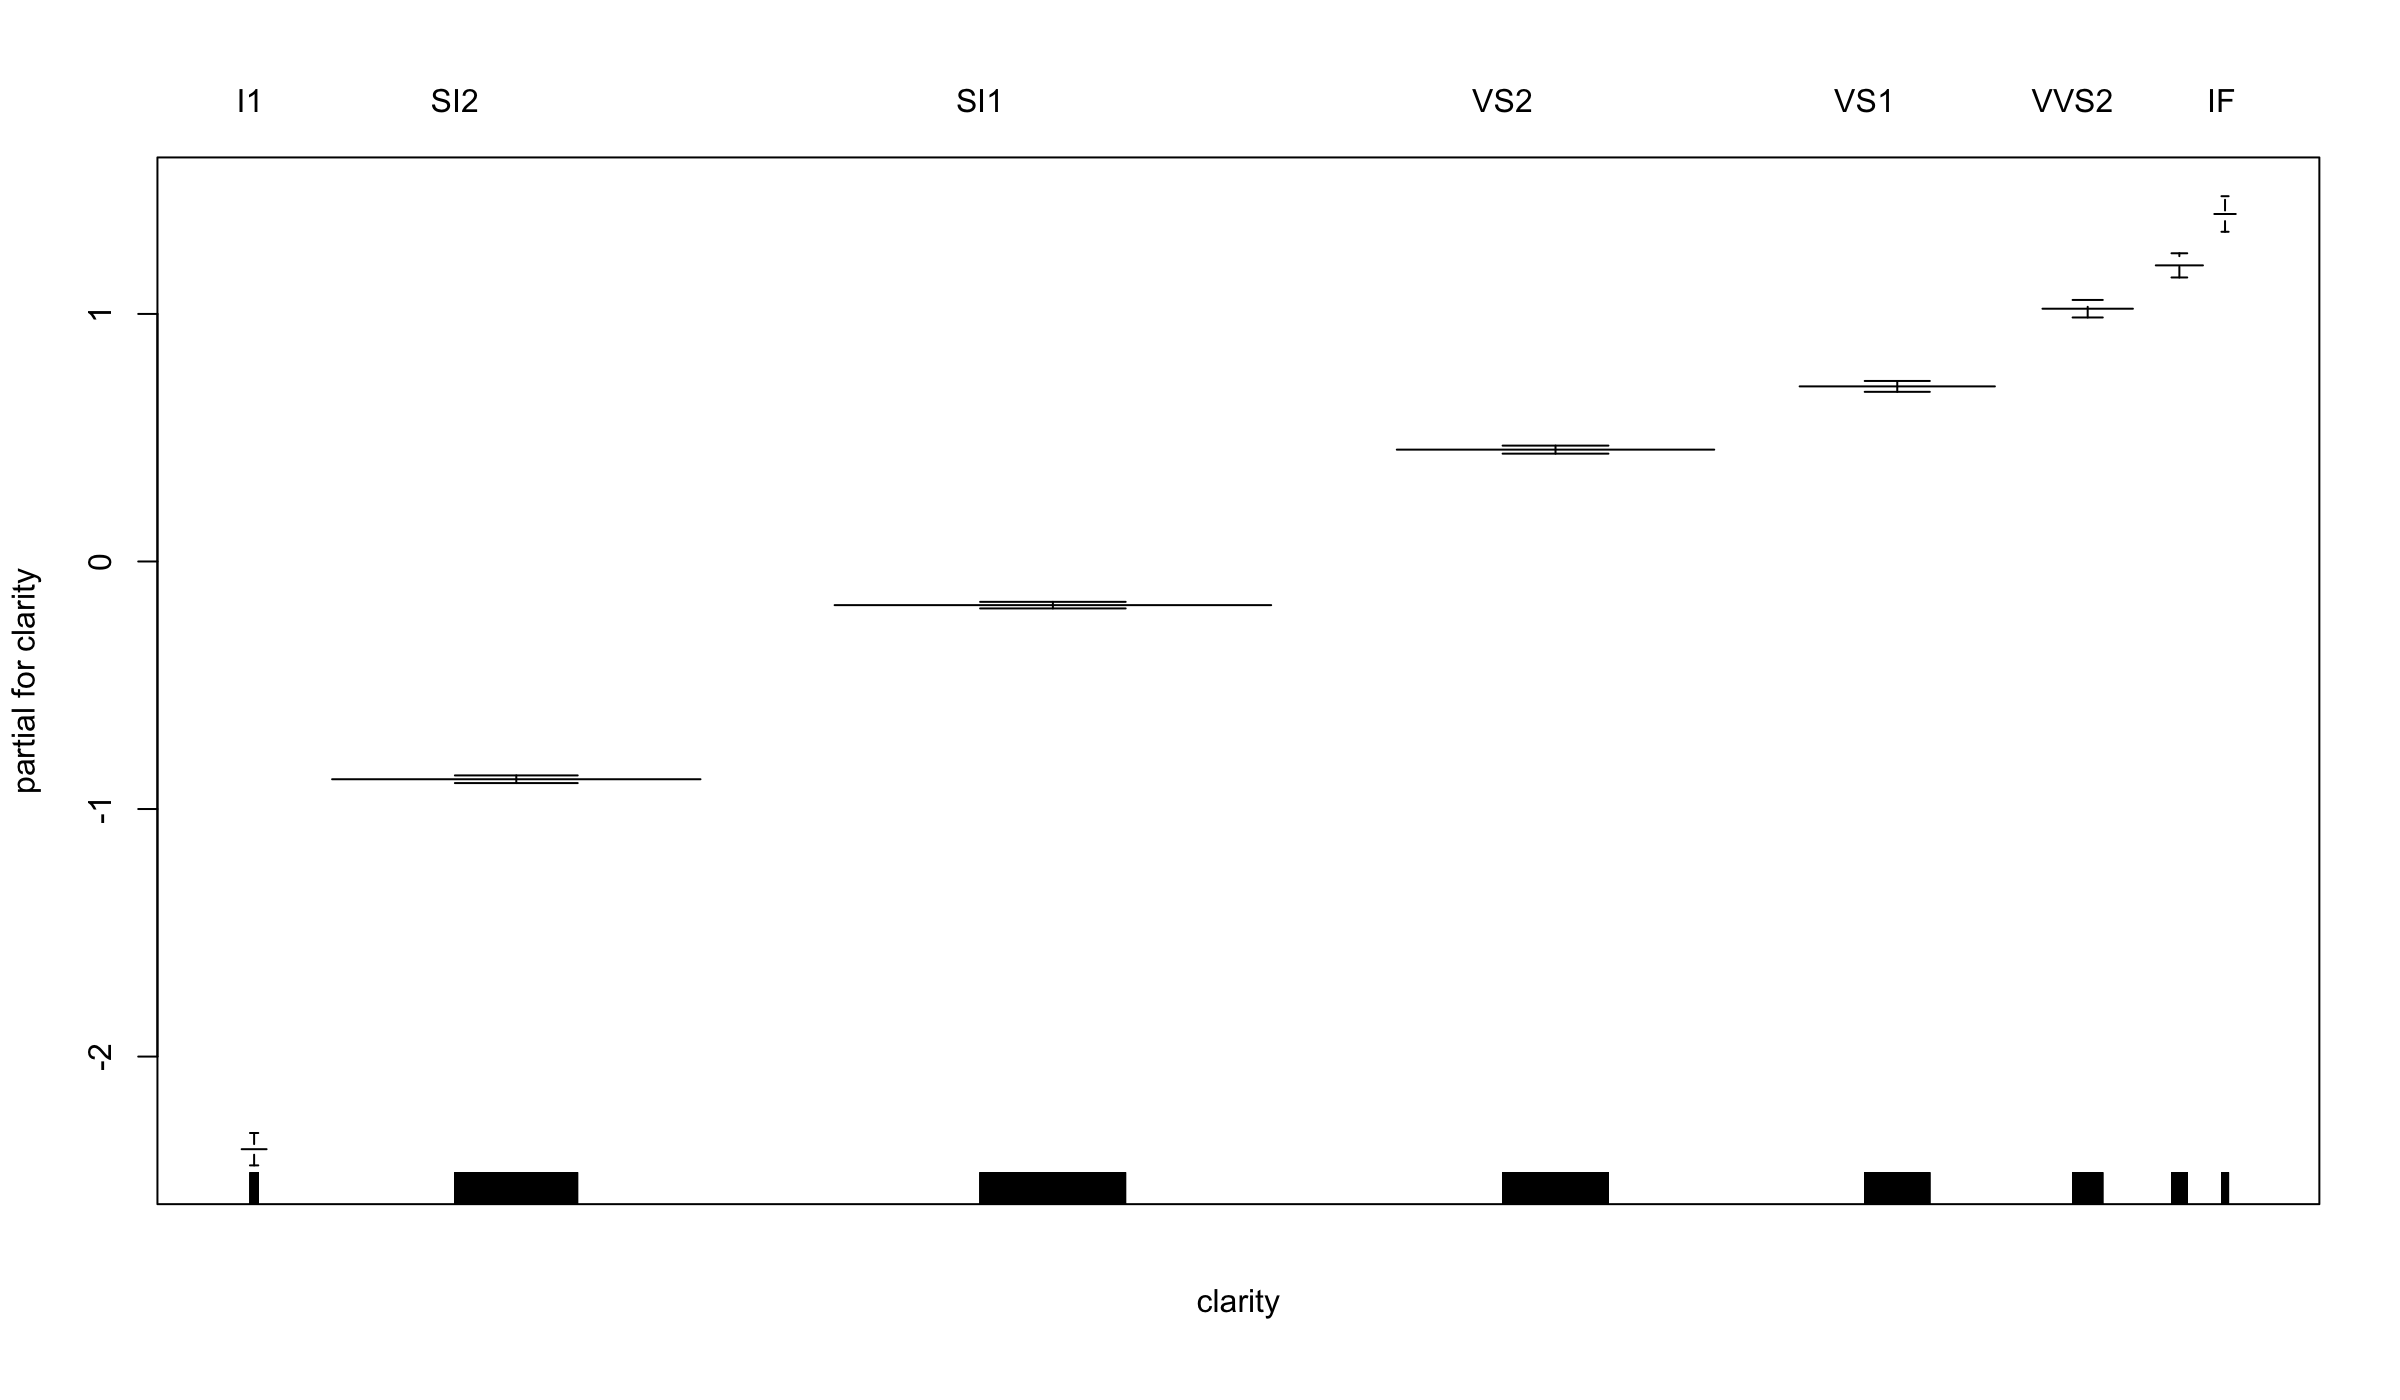 I1 SI2 SI1 VS2 VS1 VVS2 IF
1
0
-1
-2
partial for clarity
clarity